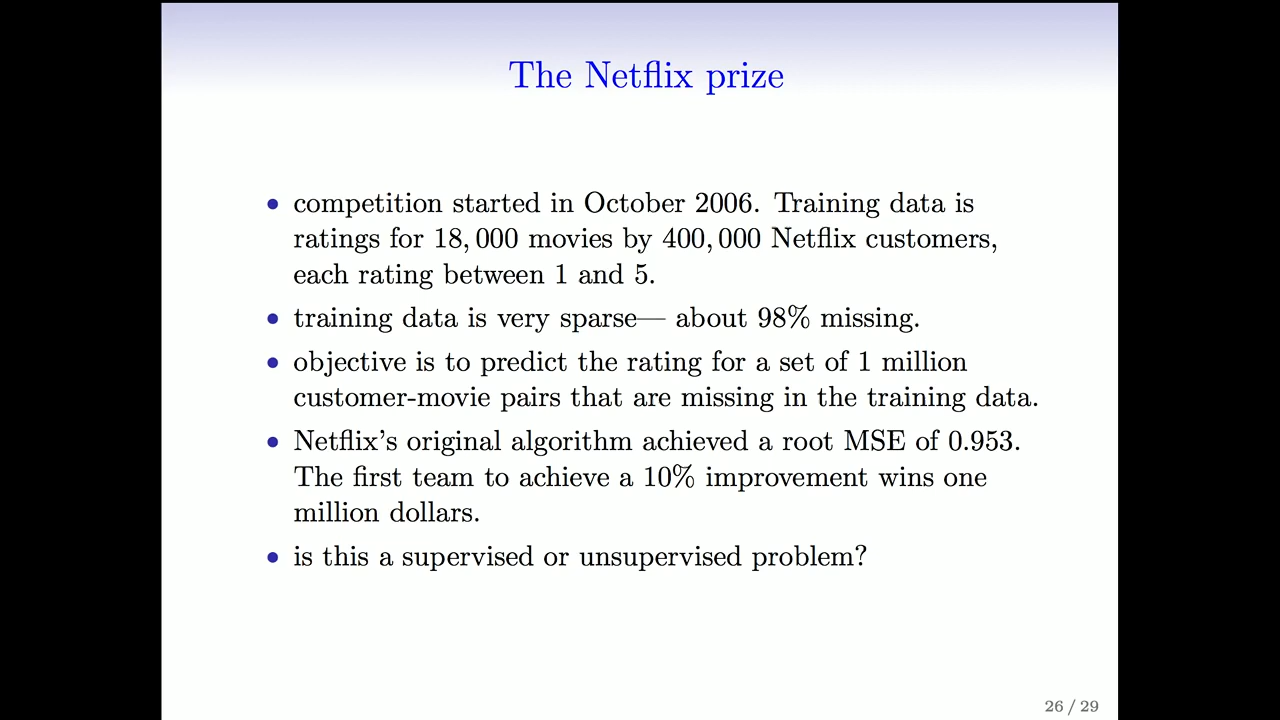 The Netflix prize
• competition started in October 2006. Training data is
ratings for 18,000 movies by 400,000 Netflix customers,
each rating between 1 and 5.
• training data is very sparse— about 98% missing.
• objective is to predict the rating for a set of 1 million
customer-movie pairs that are missing in the training data.
• Netflix's original algorithm achieved a root MSE of 0.953.
The first team to achieve a 10% improvement wins one
million dollars.
• is this a supervised or unsupervised problem?
26 / 29